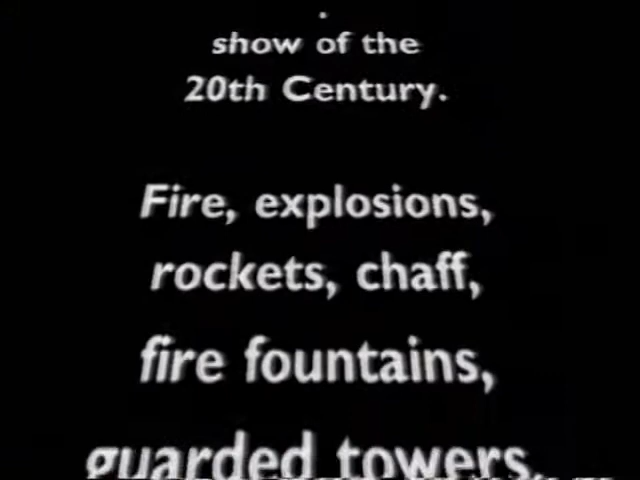 show of the
20th Century.
Fire, explosions,
rockets, chaff,
fire fountains,
guarded towers,